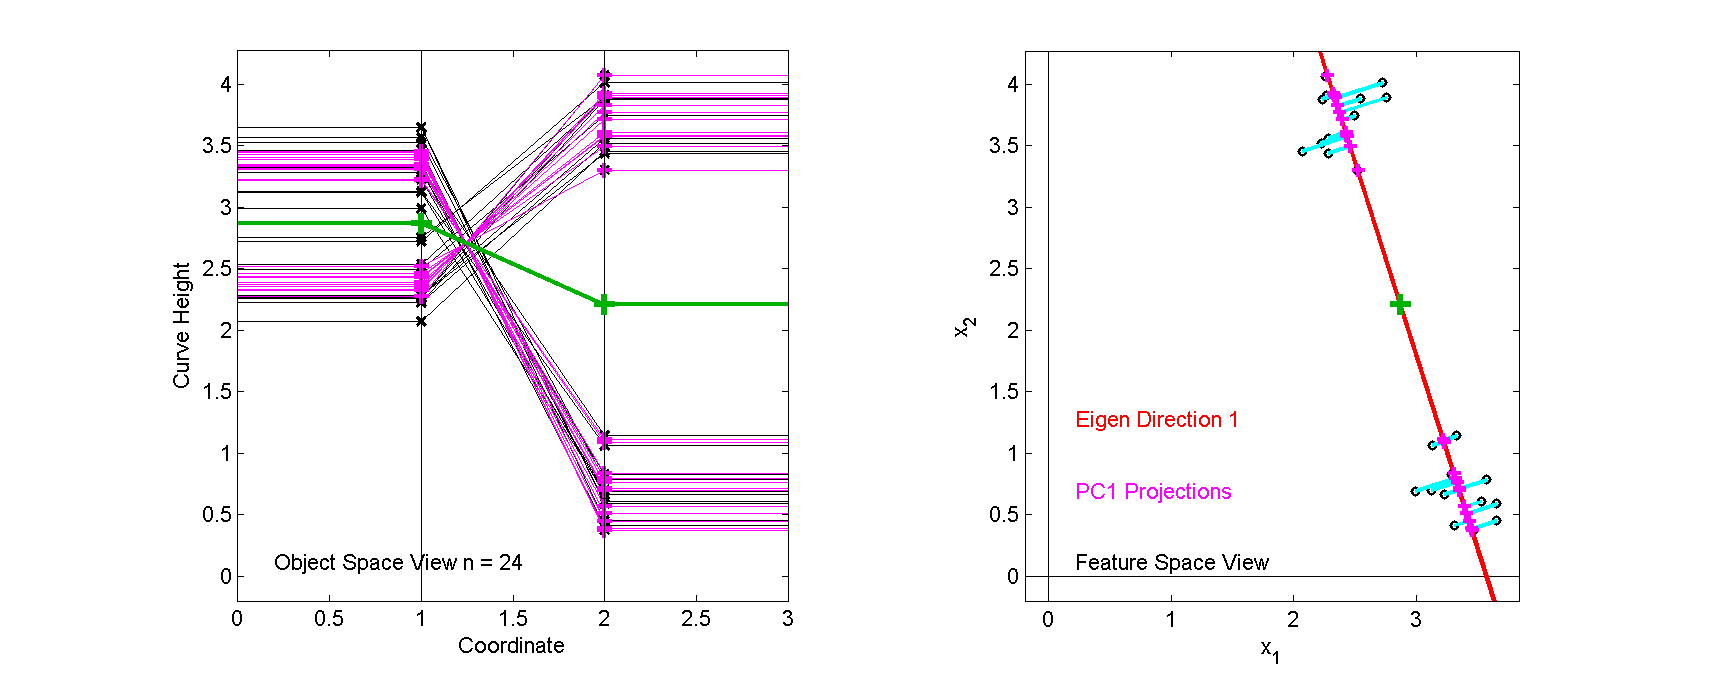 4
3.5
3
2.5
2
1.5
1
0.5
0
Curve Height
Object Space View n = 24
0 0.5 1 1.5 2 2.5 3
Coordinate
4
3.5
3
2.5
2
1.5
1
0.5
0
x2
Eigen Direction 1
PC1 Projections
Feature Space View
0 1 2 3
x1